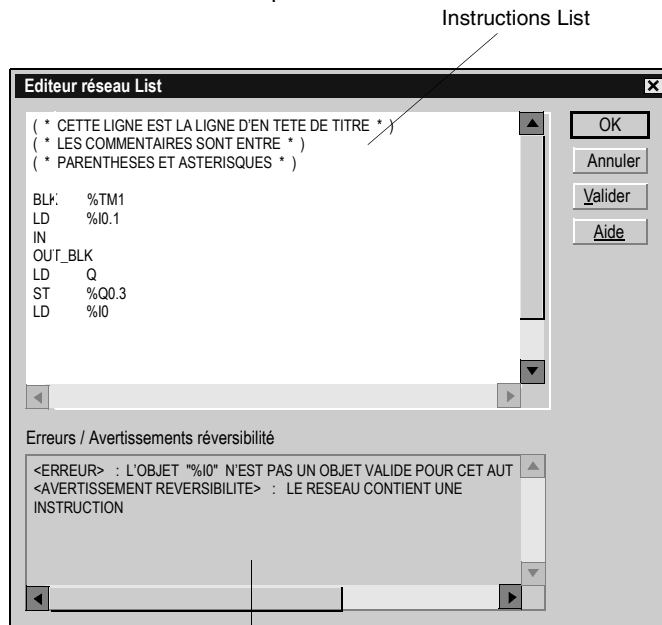 Instructions List
Editeur réseau List
( * CETTE LIGNE EST LA LIGNE D'EN TETE DE TITRE * )
( * LES COMMENTAIRES SONT ENTRE * )
( * PARENTHESES ET ASTERISQUES * )
BLK %TM1
LD %I0.1
IN
OUT_BLK
LD Q
ST %Q0.3
LD %I0
OK
Annuler
Valider
Aide
Erreurs / Avertissements réversibilité
<ERREUR> : L'OBJET "%I0" N'EST PAS UN OBJET VALIDE POUR CET AUT
<AVERTISSEMENT REVERSIBILITE> : LE RESEAU CONTIENT UNE
INSTRUCTION